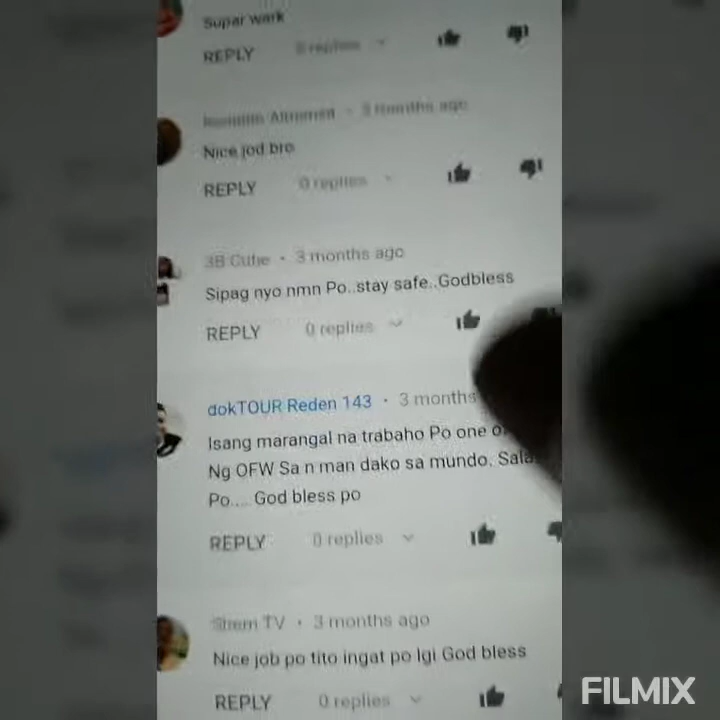 Supar wark
REPLY 0 replies
3 months ago
Nice jod bro
REPLY 0 replies
3B Cutie • 3 months ago
Sipag nyo nmn Po..stay safe..Godbless
REPLY 0 replies
dokTOUR Reden 143 • 3 months
Isang marangal na trabaho Po one
Ng OFW Sa n man dako sa mundo.
Po.... God bless po
REPLY 0 replies
Shem TV • 3 months ago
Nice job po tito ingat po lgi God bless
REPLY 0 replies
FILMIX